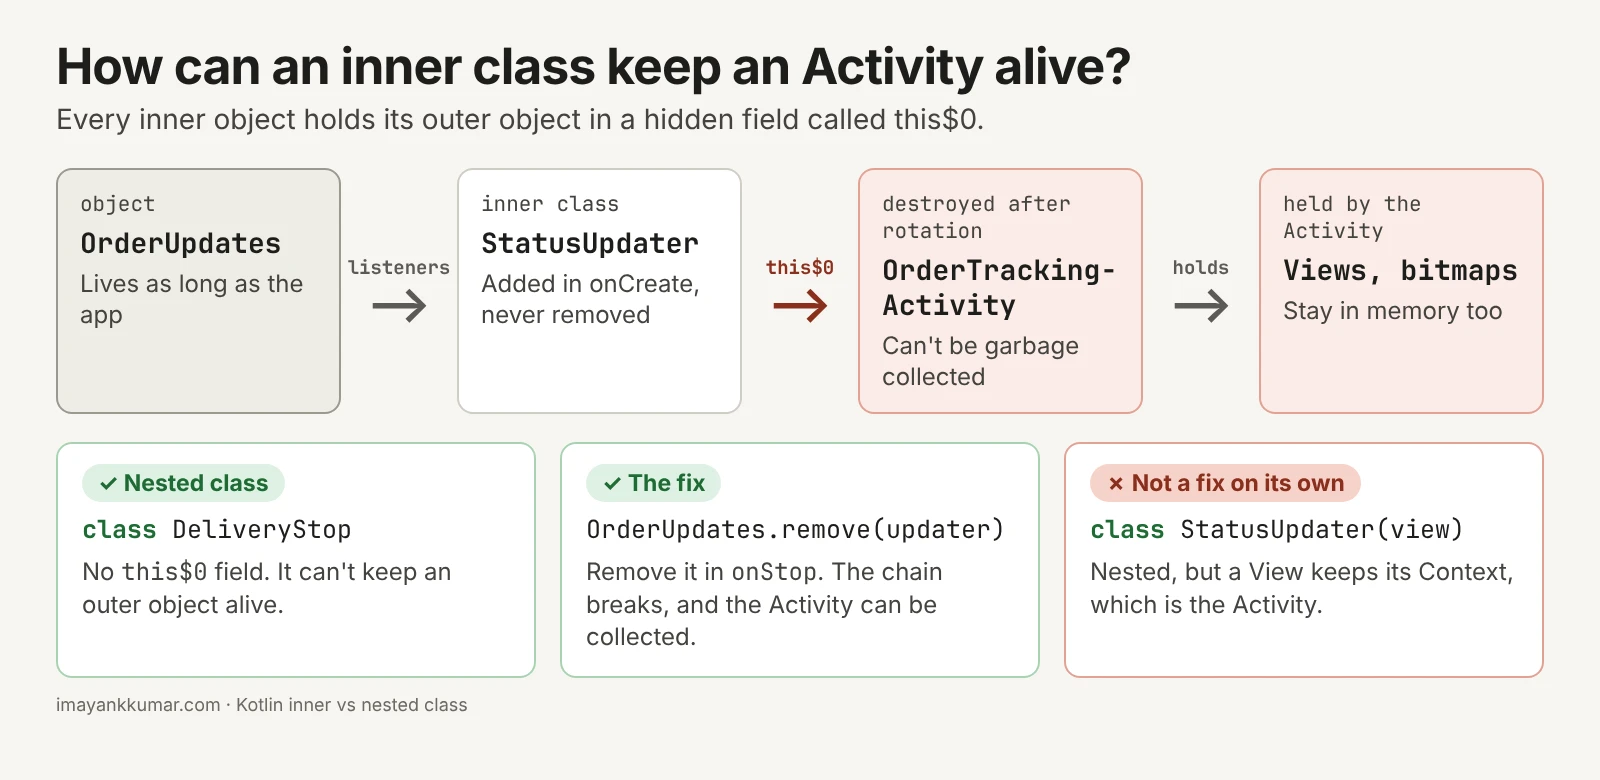 How can an inner class keep an Activity alive?
Every inner object holds its outer object in a hidden field called this$0.
object
OrderUpdates
Lives as long as the
app
listeners
inner class
StatusUpdater
Added in onCreate,
never removed
this$0
destroyed after
rotation
OrderTracking-
Activity
Can't be garbage
collected
holds
held by the
Activity
Views, bitmaps
Stay in memory too
✓ Nested class
class DeliveryStop
No this$0 field. It can't keep an
outer object alive.
✓ The fix
OrderUpdates.remove(updater)
Remove it in onStop. The chain
breaks, and the Activity can be
collected.
× Not a fix on its own
class StatusUpdater(view)
Nested, but a View keeps its Context,
which is the Activity.
imayankkumar.com · Kotlin inner vs nested class